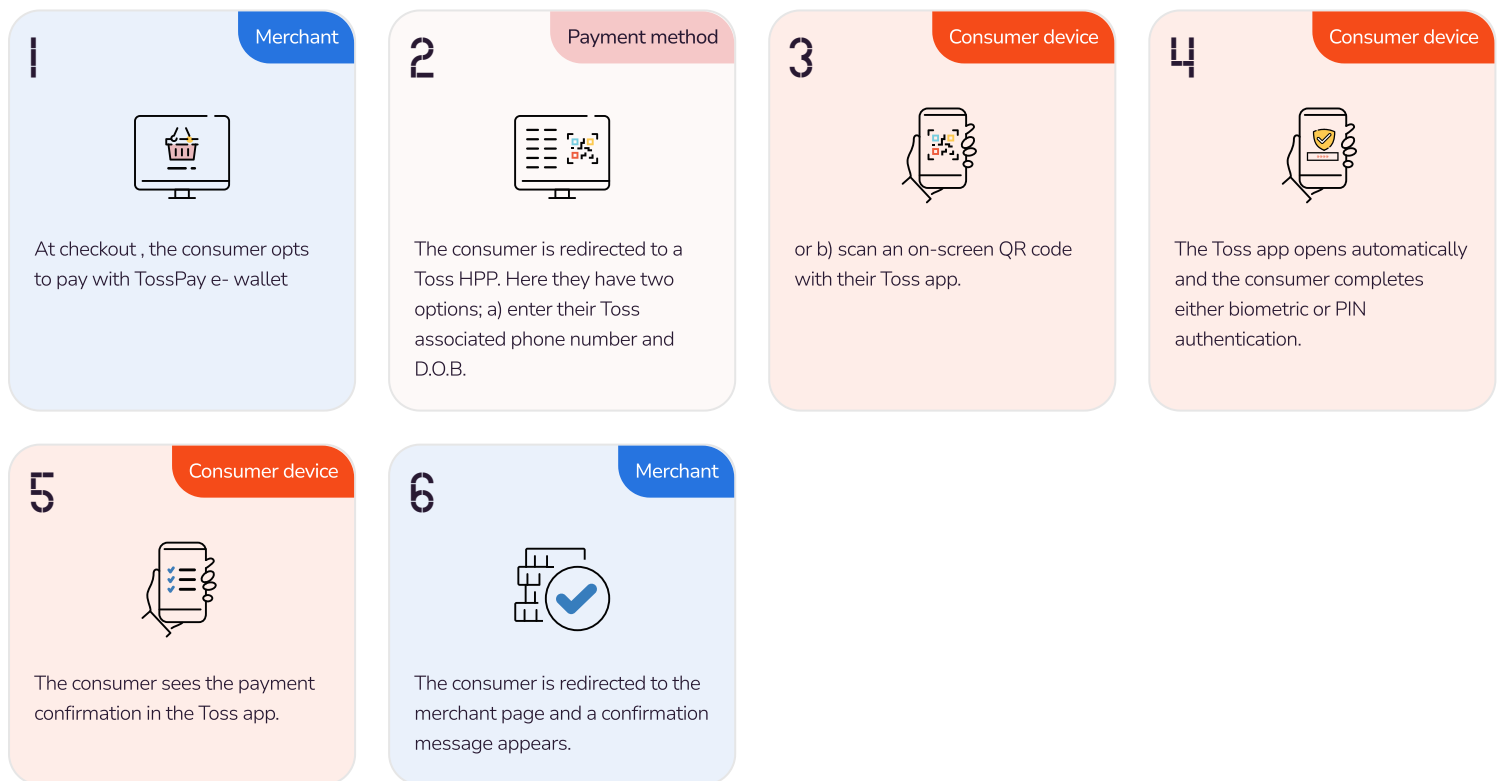 1
Merchant
At checkout , the consumer opts
to pay with TossPay e- wallet
2
Payment method
The consumer is redirected to a
Toss HPP. Here they have two
options; a) enter their Toss
associated phone number and
D.O.B.
3
Consumer device
or b) scan an on-screen QR code
with their Toss app.
4
Consumer device
The Toss app opens automatically
and the consumer completes
either biometric or PIN
authentication.
5
Consumer device
The consumer sees the payment
confirmation in the Toss app.
6
Merchant
The consumer is redirected to the
merchant page and a confirmation
message appears.